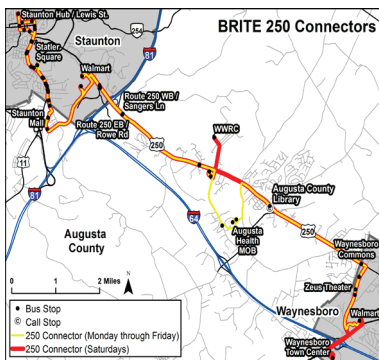 BRITE 250 Connectors
Staunton Hub / Lewis St.
254
Staunton
81
Statler
Square
Walmart
Route 250 WB /
Sangers Ln
Staunton
Mall
Route 250 EB /
Rowe Rd
WWRC
250
11
81
64
Augusta County
Library
Augusta
Health
MOB
250
Augusta
County
Waynesboro
Commons
Zeus Theater
Waynesboro
Walmart
Waynesboro
Town Center
0 1 2 Miles
N
Bus Stop
© Call Stop
250 Connector (Monday through Friday)
250 Connector (Saturdays)